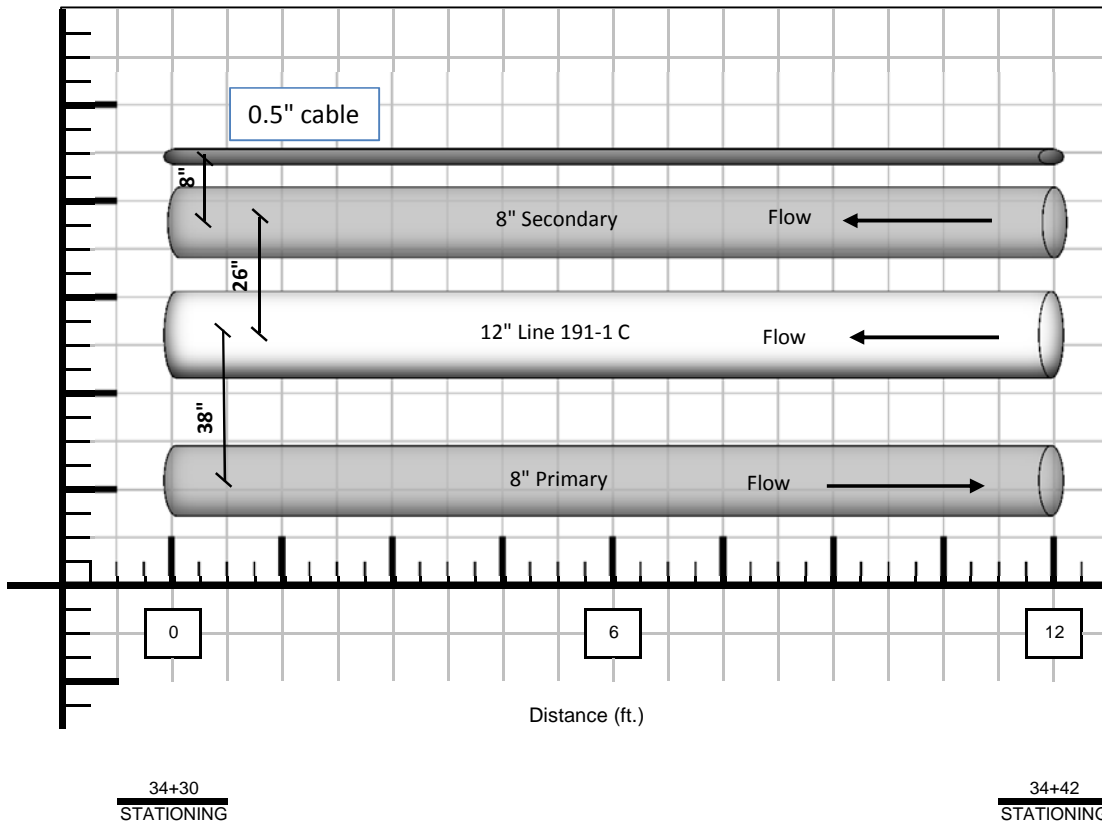 0.5" cable
8"
8" Secondary
Flow
26"
12" Line 191-1 C
Flow
38"
8" Primary
Flow
0
6
12
Distance (ft.)
34+30
34+42
STATIONING
STATIONING